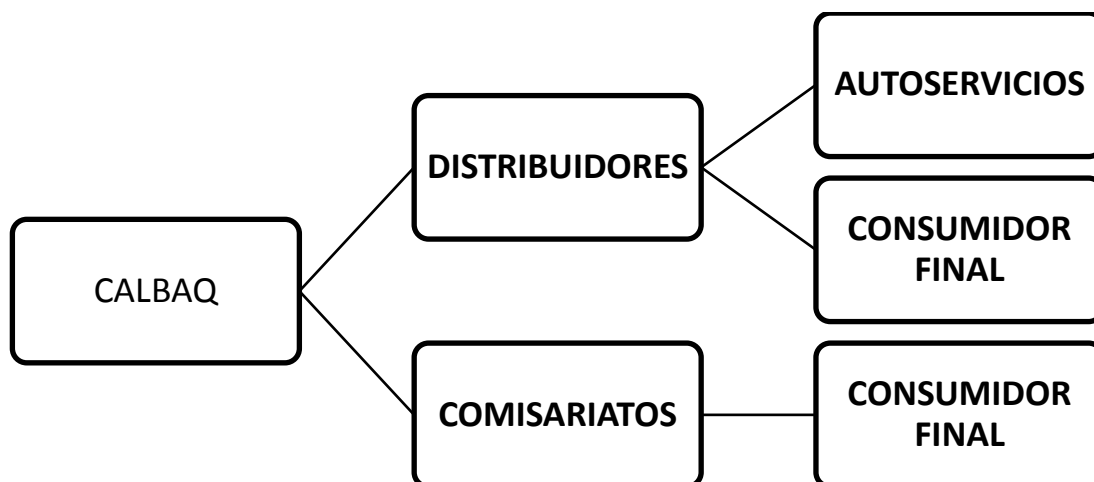 CALBAQ
DISTRIBUIDORES
AUTOSERVICIOS
CONSUMIDOR
FINAL
COMISARIATOS
CONSUMIDOR
FINAL